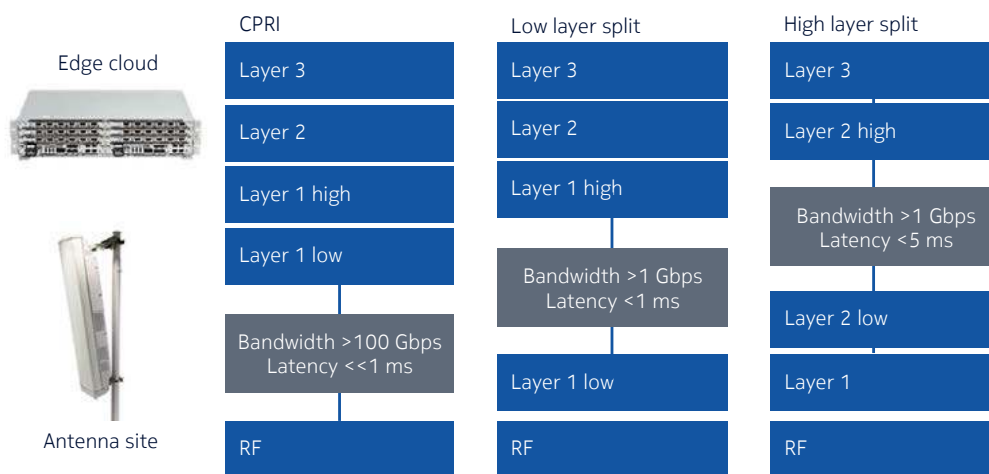 CPRI
Low layer split
High layer split
Edge cloud
Layer 3
Layer 3
Layer 3
Layer 2
Layer 2
Layer 2 high
Layer 1 high
Layer 1 high
Bandwidth >1 Gbps
Latency <5 ms
Layer 1 low
Bandwidth >1 Gbps
Latency <1 ms
Layer 2 low
Bandwidth >100 Gbps
Latency <<1 ms
Layer 1 low
Layer 1
Antenna site
RF
RF
RF